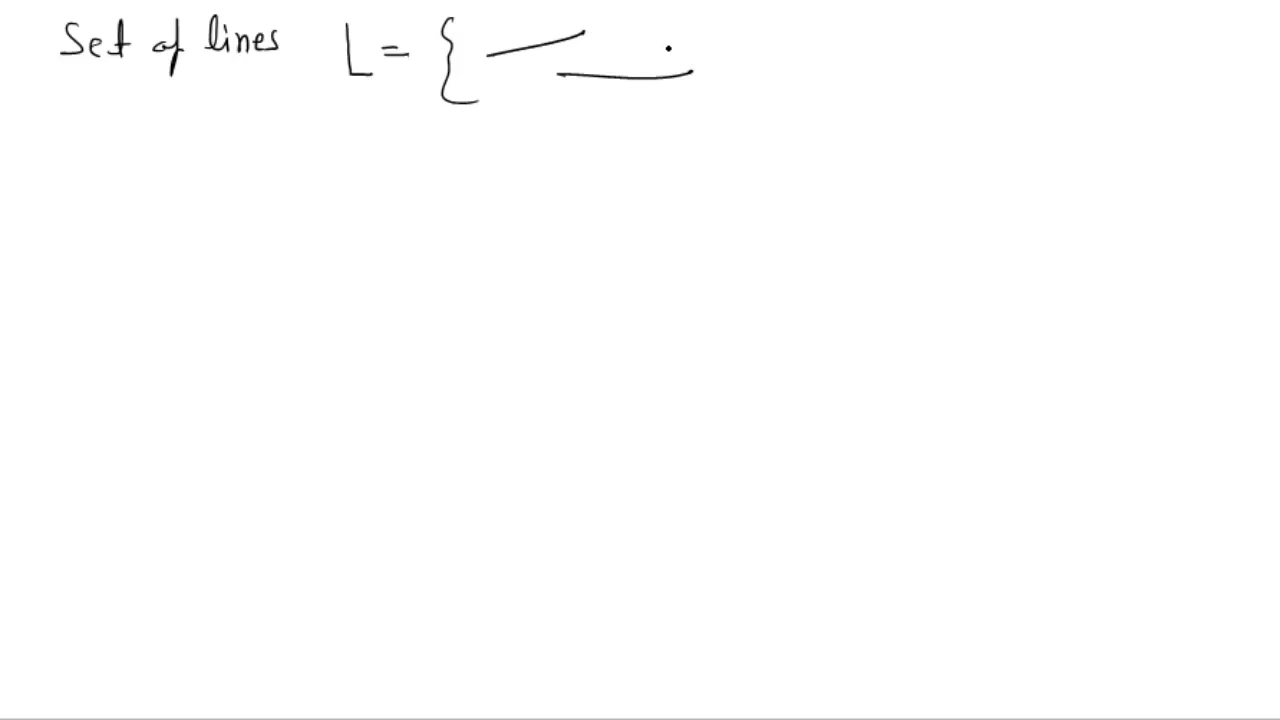 Set of lines L = {